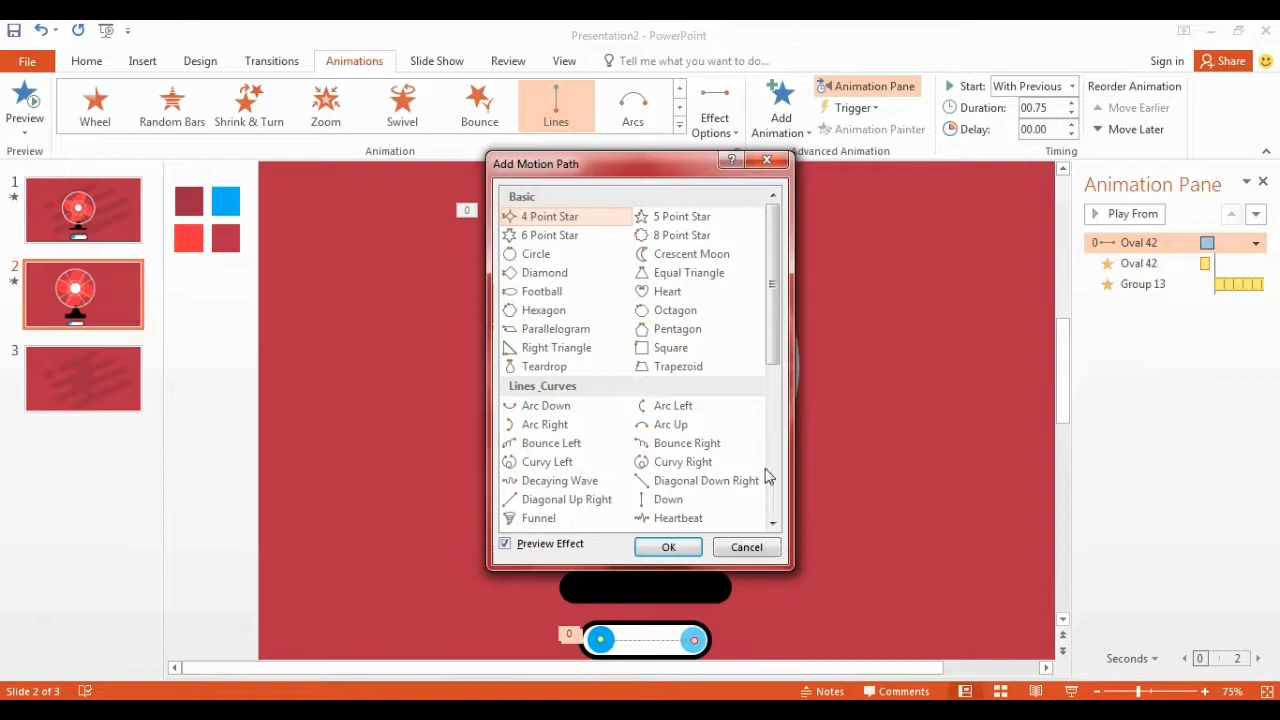 Presentation2 - PowerPoint
File Home Insert Design Transitions Animations Slide Show Review View Tell me what you want to do... Sign in Share
Preview Wheel Random Bars Shrink & Turn Zoom Swivel Bounce Lines Arcs Effect Options Add Animation Animation Pane Trigger Animation Painter Start: With Previous Duration: 00.75 Delay: 00.00 Reorder Animation Move Earlier Move Later
Preview Animation Advanced Animation Timing
Add Motion Path
Basic
4 Point Star 5 Point Star
6 Point Star 8 Point Star
Circle Crescent Moon
Diamond Equal Triangle
Football Heart
Hexagon Octagon
Parallelogram Pentagon
Right Triangle Square
Teardrop Trapezoid
Lines_Curves
Arc Down Arc Left
Arc Right Arc Up
Bounce Left Bounce Right
Curvy Left Curvy Right
Decaying Wave Diagonal Down Right
Diagonal Up Right Down
Funnel Heartbeat
Preview Effect OK Cancel
1
2
3
0
0
Animation Pane
Play From
0 Oval 42
Oval 42
Group 13
Seconds 0 2
Slide 2 of 3 Notes Comments 75%